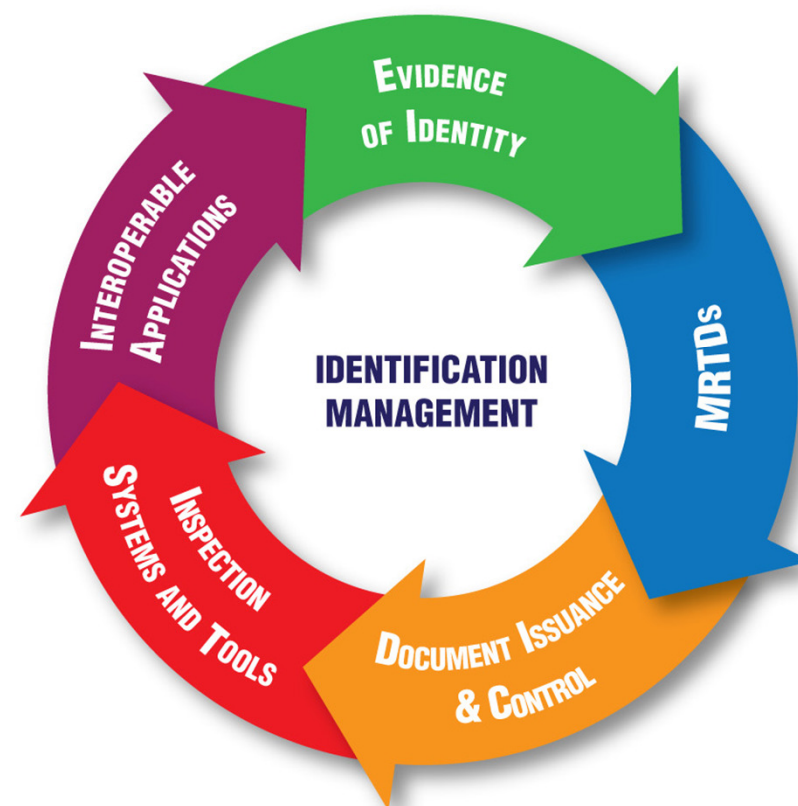 EVIDENCE
OF IDENTITY
MRTDs
DOCUMENT ISSUANCE
& CONTROL
INSPECTION
SYSTEMS AND TOOLS
INTEROPERABLE
APPLICATIONS
IDENTIFICATION
MANAGEMENT